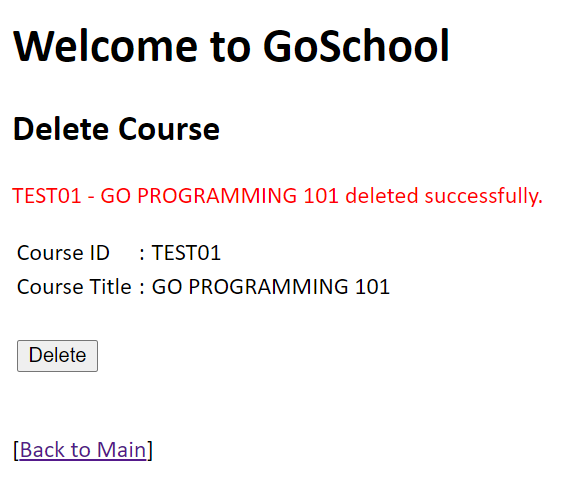 Welcome to GoSchool
Delete Course
TEST01 - GO PROGRAMMING 101 deleted successfully.
Course ID : TEST01
Course Title : GO PROGRAMMING 101
Delete
[Back to Main]